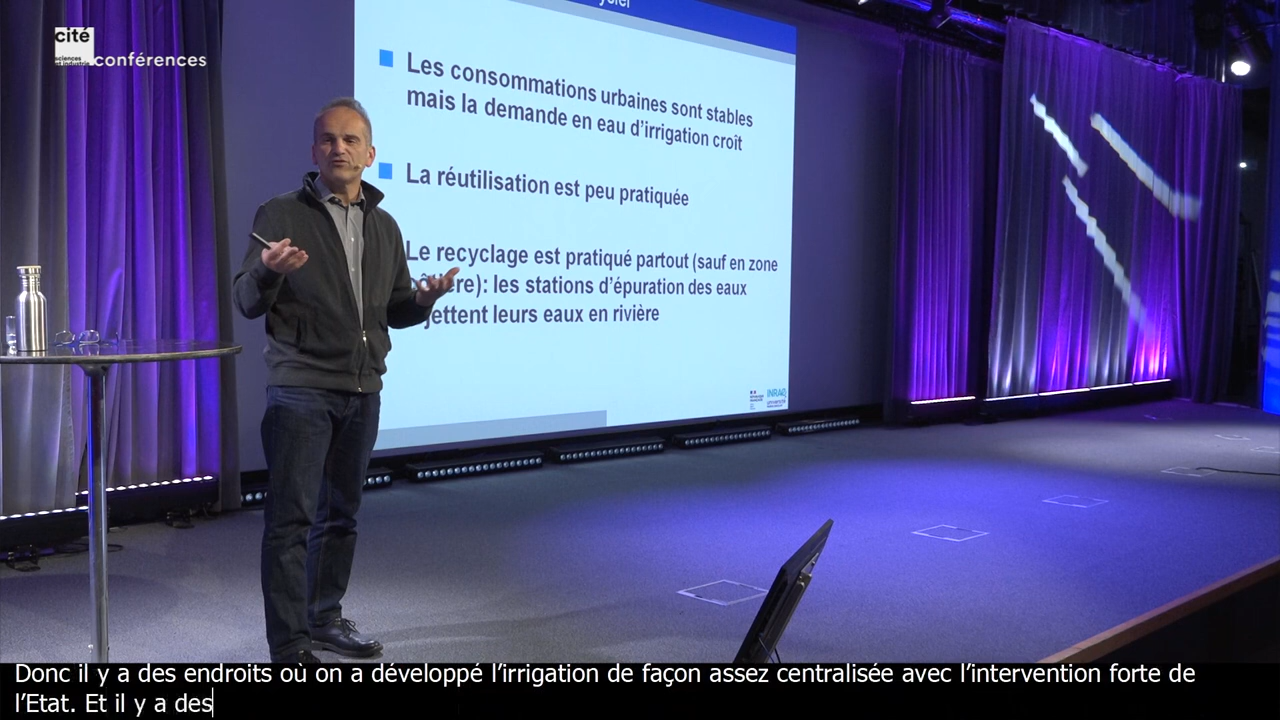 cité
sciences
et industrie
conférences
Les consommations urbaines sont stables
mais la demande en eau d’irrigation croît
La réutilisation est peu pratiquée
Le recyclage est pratiqué partout (sauf en zone
les stations d’épuration des eaux
leurs eaux en rivière
INRAE
Donc il y a des endroits où on a développé l’irrigation de façon assez centralisée avec l’intervention forte de
l’Etat. Et il y a des